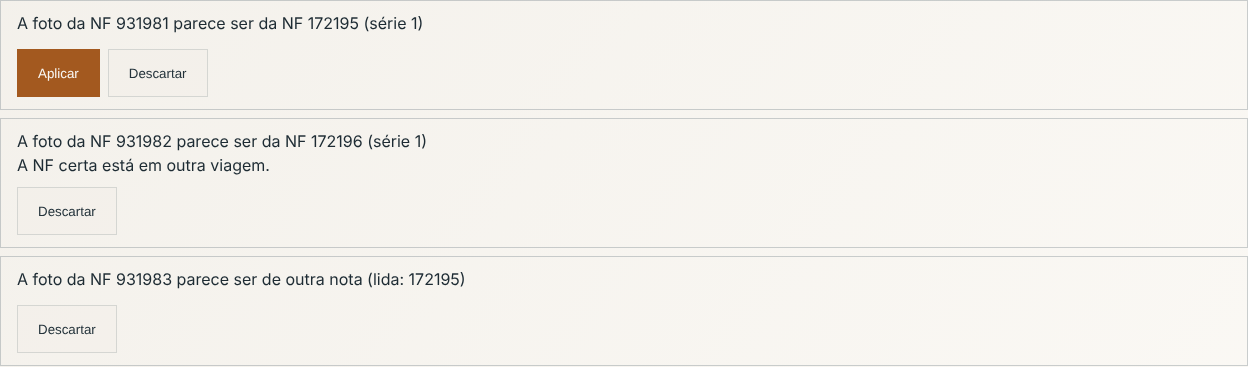 A foto da NF 931981 parece ser da NF 172195 (série 1)
Aplicar
Descartar
A foto da NF 931982 parece ser da NF 172196 (série 1)
A NF certa está em outra viagem.
Descartar
A foto da NF 931983 parece ser de outra nota (lida: 172195)
Descartar